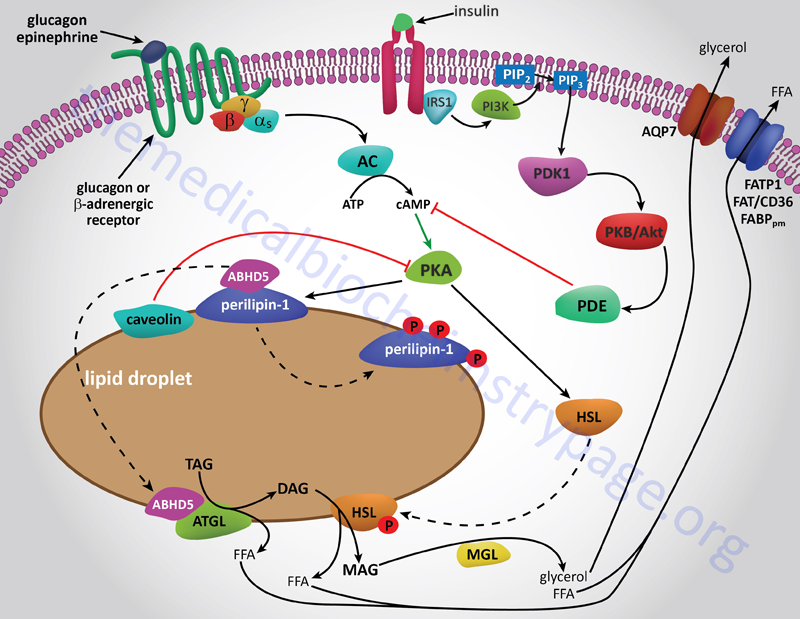 glucagon
epinephrine
insulin
glycerol
FFA
PIP2
PIP3
IRS1
PI3K
γ
β
αs
AQP7
FATP1
FAT/CD36
FABPpm
AC
PDK1
ATP
cAMP
glucagon or
β-adrenergic
receptor
PKB/Akt
PKA
ABHD5
perilipin-1
caveolin
PDE
P
P
P
perilipin-1
lipid droplet
HSL
TAG
DAG
ABHD5
ATGL
HSL
P
FFA
MAG
MGL
FFA
glycerol
FFA
themedicalbiochemistrypage.org